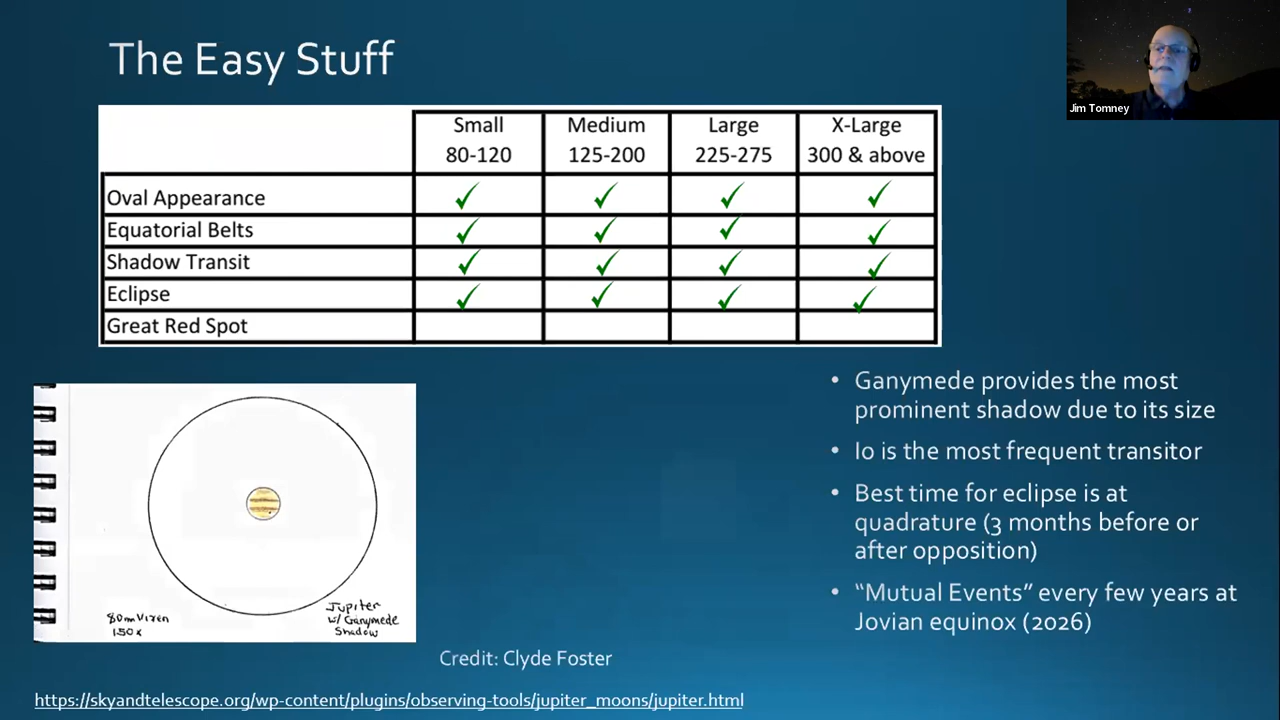 The Easy Stuff
Jim Tomney
Small Medium Large X-Large
80-120 125-200 225-275 300 & above
Oval Appearance ✓ ✓ ✓ ✓
Equatorial Belts ✓ ✓ ✓ ✓
Shadow Transit ✓ ✓ ✓ ✓
Eclipse ✓ ✓ ✓ ✓
Great Red Spot
80mm Vixen
150x
Jupiter
w/ Ganymede
Shadow
• Ganymede provides the most
prominent shadow due to its size
• Io is the most frequent transitor
• Best time for eclipse is at
quadrature (3 months before or
after opposition)
• “Mutual Events” every few years at
Jovian equinox (2026)
Credit: Clyde Foster
https://skyandtelescope.org/wp-content/plugins/observing-tools/jupiter_moons/jupiter.html